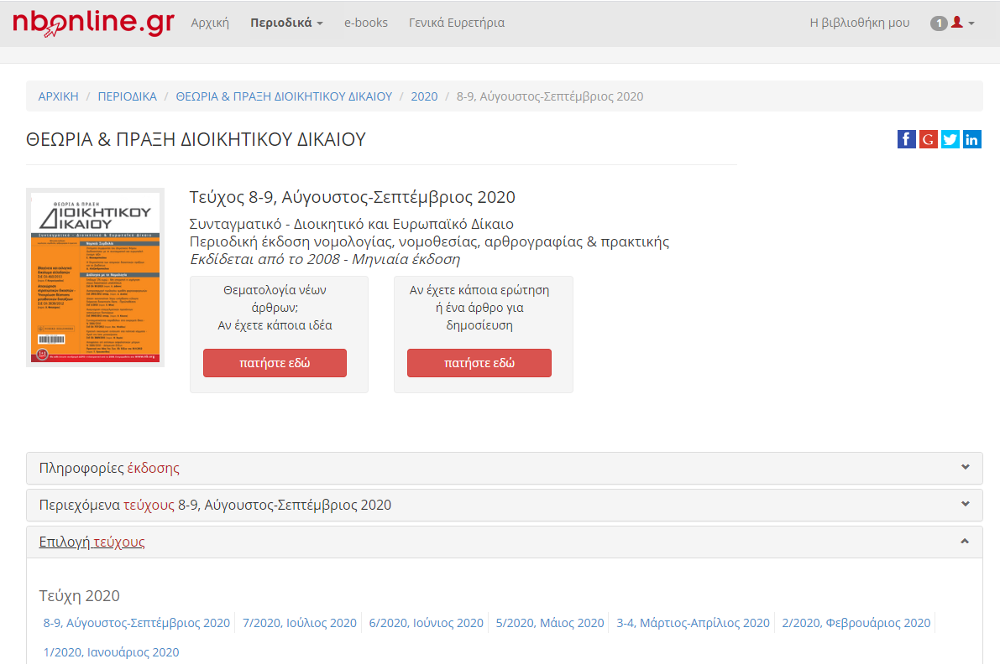 nbonline.gr Αρχική Περιοδικά e-books Γενικά Ευρετήρια Η βιβλιοθήκη μου 1
ΑΡΧΙΚΗ / ΠΕΡΙΟΔΙΚΑ / ΘΕΩΡΙΑ & ΠΡΑΞΗ ΔΙΟΙΚΗΤΙΚΟΥ ΔΙΚΑΙΟΥ / 2020 / 8-9, Αύγουστος-Σεπτέμβριος 2020
ΘΕΩΡΙΑ & ΠΡΑΞΗ ΔΙΟΙΚΗΤΙΚΟΥ ΔΙΚΑΙΟΥ
ΘΕΩΡΙΑ & ΠΡΑΞΗ
ΔΙΟΙΚΗΤΙΚΟΥ
ΔΙΚΑΙΟΥ
Συνταγματικό - Διοικητικό & Ευρωπαϊκό Δίκαιο
Τεύχος 8-9, Αύγουστος-Σεπτέμβριος 2020
Συνταγματικό - Διοικητικό και Ευρωπαϊκό Δίκαιο
Περιοδική έκδοση νομολογίας, νομοθεσίας, αρθρογραφίας & πρακτικής
Εκδίδεται από το 2008 - Μηνιαία έκδοση
Θεματολογία νέων
άρθρων;
Αν έχετε κάποια ιδέα
πατήστε εδώ
Αν έχετε κάποια ερώτηση
ή ένα άρθρο για
δημοσίευση
πατήστε εδώ
Πληροφορίες έκδοσης
Περιεχόμενα τεύχους 8-9, Αύγουστος-Σεπτέμβριος 2020
Επιλογή τεύχους
Τεύχη 2020
8-9, Αύγουστος-Σεπτέμβριος 2020 7/2020, Ιούλιος 2020 6/2020, Ιούνιος 2020 5/2020, Μάιος 2020 3-4, Μάρτιος-Απρίλιος 2020 2/2020, Φεβρουάριος 2020
1/2020, Ιανουάριος 2020